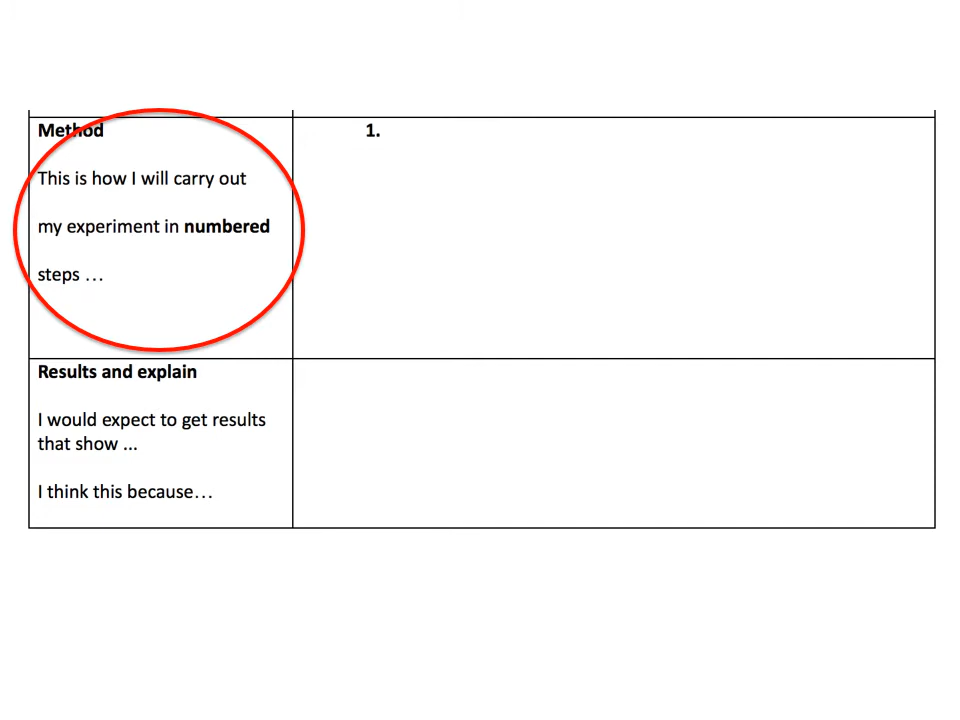 Method
1.
This is how I will carry out
my experiment in numbered
steps …
Results and explain
I would expect to get results
that show ...
I think this because…